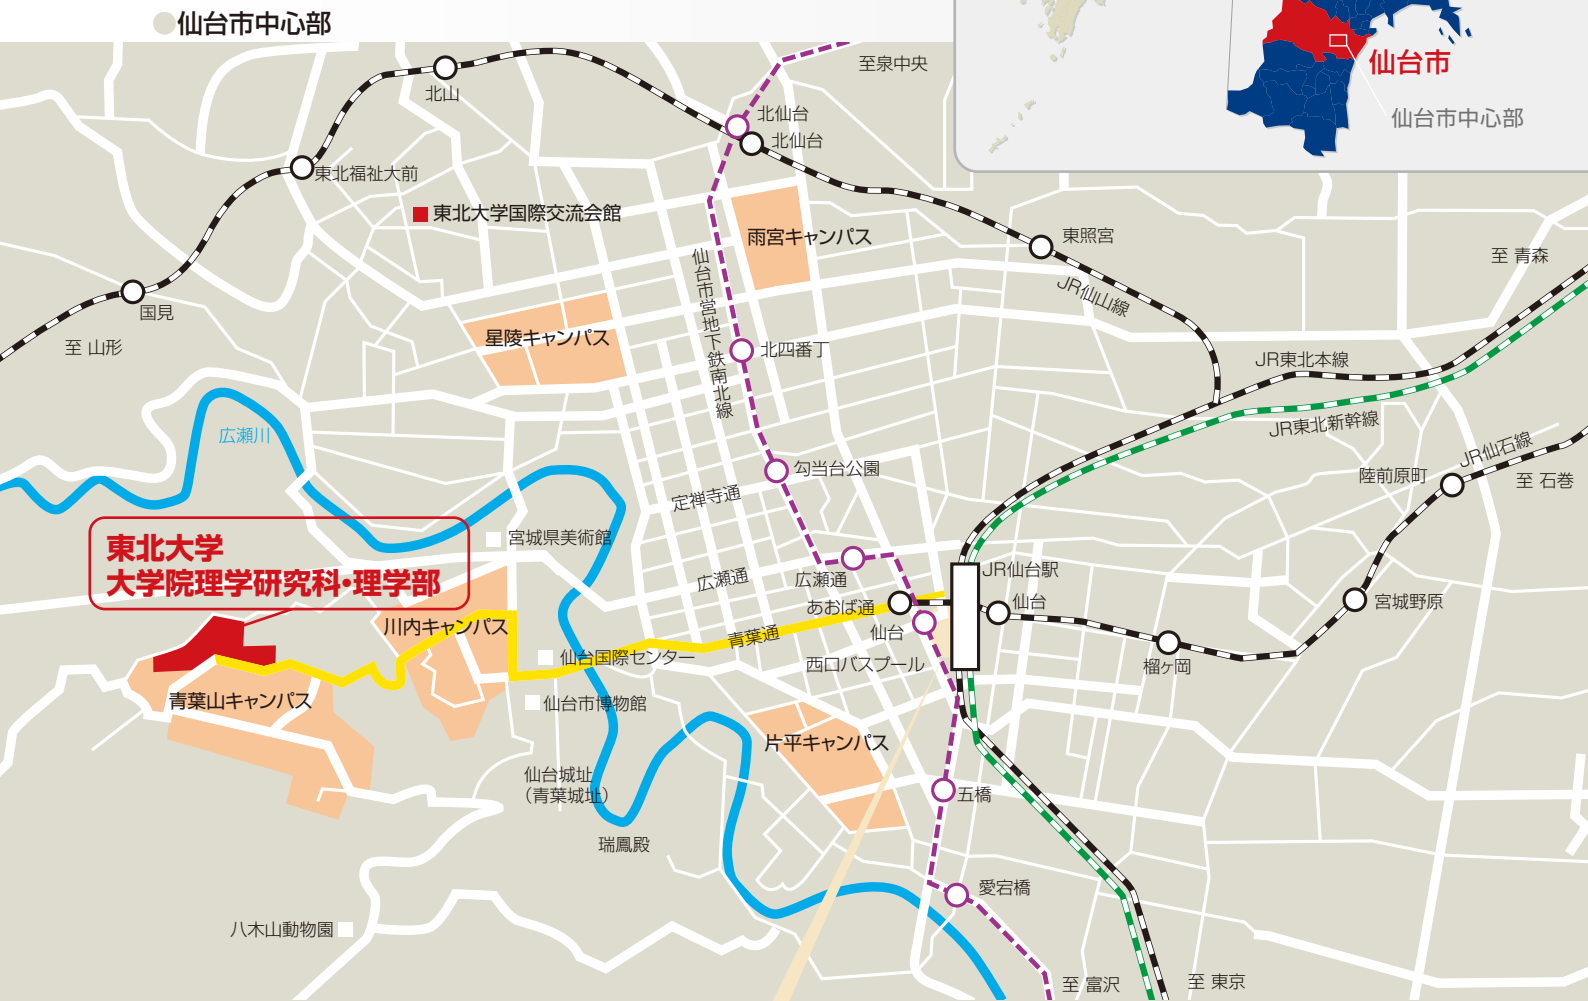 仙台市中心部
仙台市
仙台市中心部
至泉中央
北山
北仙台
北仙台
東北福祉大前
東北大学国際交流会館
雨宮キャンパス
東照宮
仙台市営地下鉄南北線
JR仙山線
至 青森
国見
至 山形
星陵キャンパス
北四番丁
JR東北本線
JR東北新幹線
広瀬川
JR仙石線
勾当台公園
陸前原町
至 石巻
定禅寺通
宮城県美術館
東北大学
大学院理学研究科・理学部
広瀬通
広瀬通
JR仙台駅
あおば通
仙台
宮城野原
川内キャンパス
青葉通
仙台
仙台国際センター
西口バスプール
榴ヶ岡
青葉山キャンパス
仙台市博物館
片平キャンパス
仙台城址
（青葉城址）
五橋
瑞鳳殿
愛宕橋
八木山動物園
至 富沢
至 東京